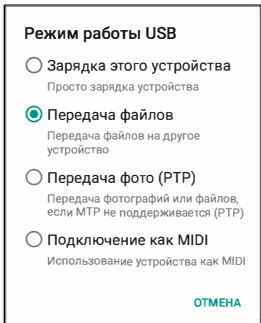 Режим работы USB
Зарядка этого устройства
Просто зарядка устройства
Передача файлов
Передача файлов на другое
устройство
Передача фото (PTP)
Передача фотографий или файлов,
если MTP не поддерживается (PTP)
Подключение как MIDI
Использование устройства как MIDI
ОТМЕНА